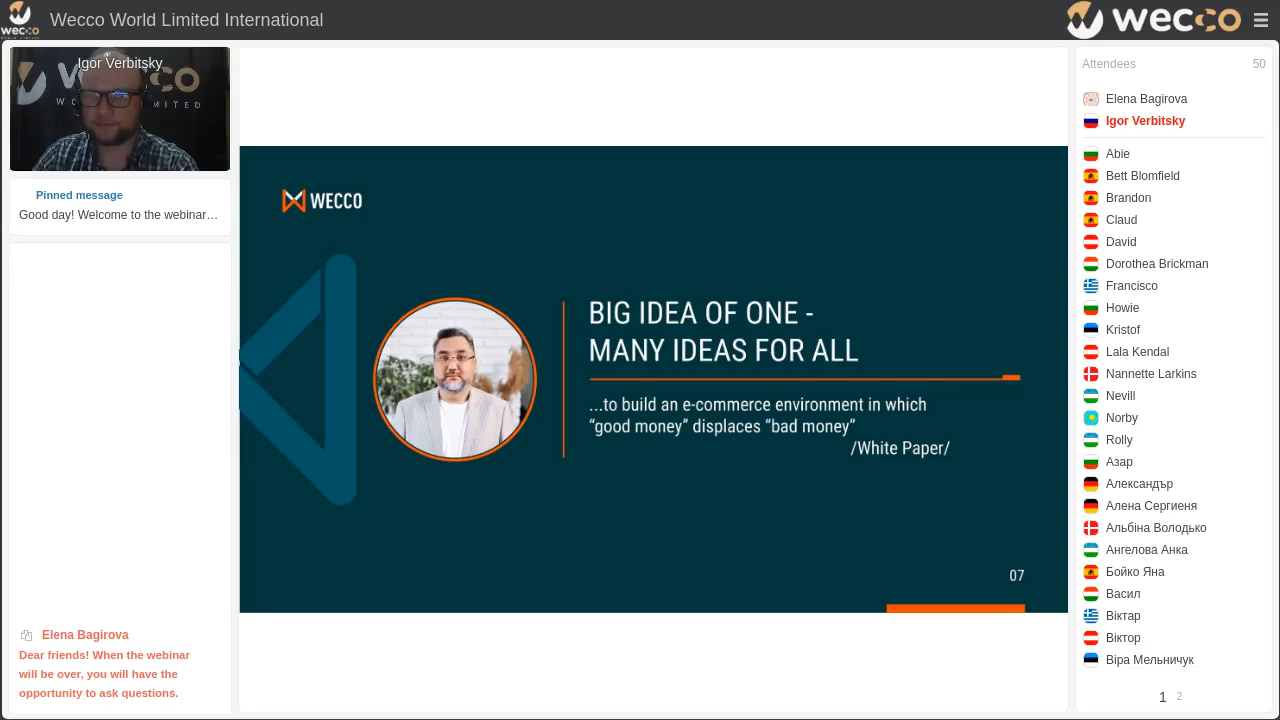 wecco
Wecco World Limited International
wecco
Igor Verbitsky
Pinned message
Good day! Welcome to the webinar…
Elena Bagirova
Dear friends! When the webinar
will be over, you will have the
opportunity to ask questions.
WECCO
BIG IDEA OF ONE -
MANY IDEAS FOR ALL
...to build an e-commerce environment in which
“good money” displaces “bad money”
/White Paper/
07
Attendees 50
Elena Bagirova
Igor Verbitsky
Abie
Bett Blomfield
Brandon
Claud
David
Dorothea Brickman
Francisco
Howie
Kristof
Lala Kendal
Nannette Larkins
Nevill
Norby
Rolly
Азар
Александър
Алена Сергиеня
Альбіна Володько
Ангелова Анка
Бойко Яна
Васил
Віктар
Віктор
Віра Мельничук
1 2